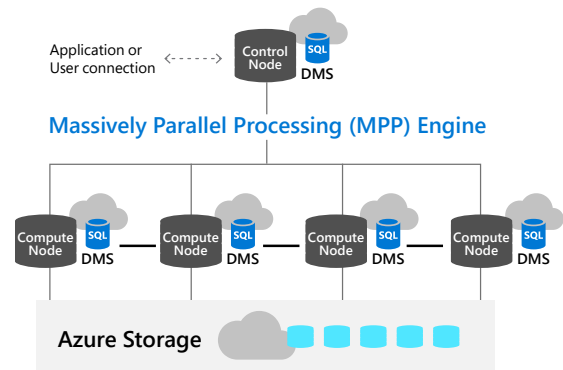 Application or
User connection
Control
Node
SQL
DMS
Massively Parallel Processing (MPP) Engine
Compute
Node
SQL
DMS
Compute
Node
SQL
DMS
Compute
Node
SQL
DMS
Compute
Node
SQL
DMS
Azure Storage